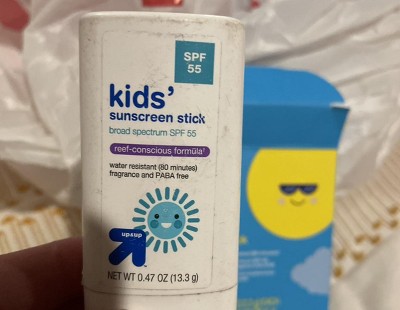 SPF
55
kids'
sunscreen stick
broad spectrum SPF 55
reef-conscious formula†
water resistant (80 minutes)
fragrance and PABA free
up&up
NET WT 0.47 OZ (13.3 g)